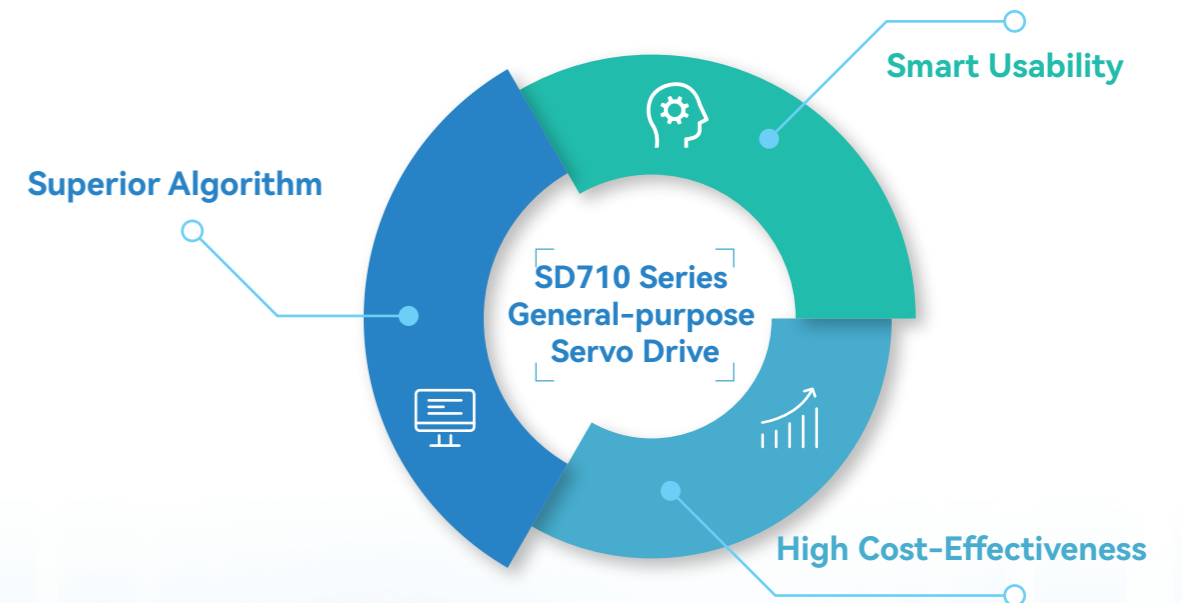 Smart Usability
Superior Algorithm
SD710 Series
General-purpose
Servo Drive
High Cost-Effectiveness